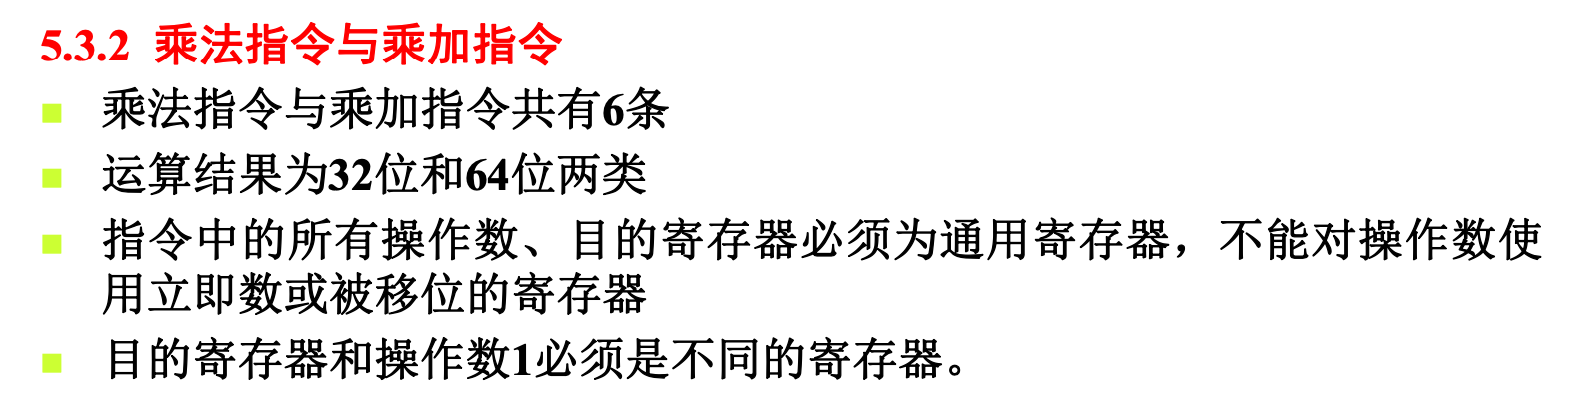 5.3.2 乘法指令与乘加指令
乘法指令与乘加指令共有6条
运算结果为32位和64位两类
指令中的所有操作数、目的寄存器必须为通用寄存器，不能对操作数使
用立即数或被移位的寄存器
目的寄存器和操作数1必须是不同的寄存器。